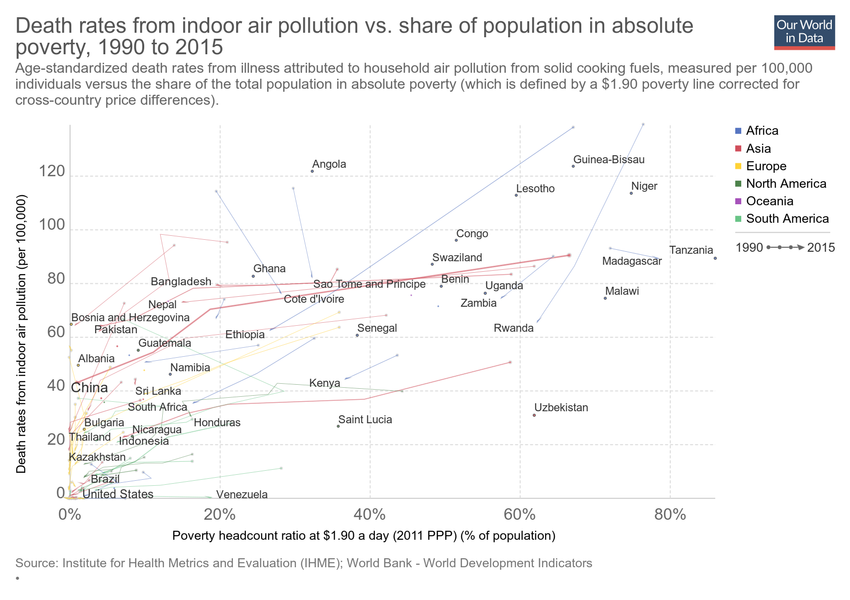 Death rates from indoor air pollution vs. share of population in absolute
poverty, 1990 to 2015
Our World
in Data
Age-standardized death rates from illness attributed to household air pollution from solid cooking fuels, measured per 100,000
individuals versus the share of the total population in absolute poverty (which is defined by a $1.90 poverty line corrected for
cross-country price differences).
Death rates from indoor air pollution (per 100,000)
120
100
80
60
40
20
0
Angola
Guinea-Bissau
Lesotho
Niger
Congo
Tanzania
Swaziland
Madagascar
Ghana
Bangladesh
Sao Tome and Principe
Benin
Uganda
Malawi
Cote d'Ivoire
Nepal
Zambia
Bosnia and Herzegovina
Pakistan
Ethiopia
Senegal
Rwanda
Guatemala
Albania
Namibia
China
Sri Lanka
Kenya
South Africa
Uzbekistan
Bulgaria
Nicaragua
Honduras
Saint Lucia
Thailand
Indonesia
Kazakhstan
Brazil
United States
Venezuela
0%
20%
40%
60%
80%
Poverty headcount ratio at $1.90 a day (2011 PPP) (% of population)
Africa
Asia
Europe
North America
Oceania
South America
1990
2015
Source: Institute for Health Metrics and Evaluation (IHME); World Bank - World Development Indicators
•